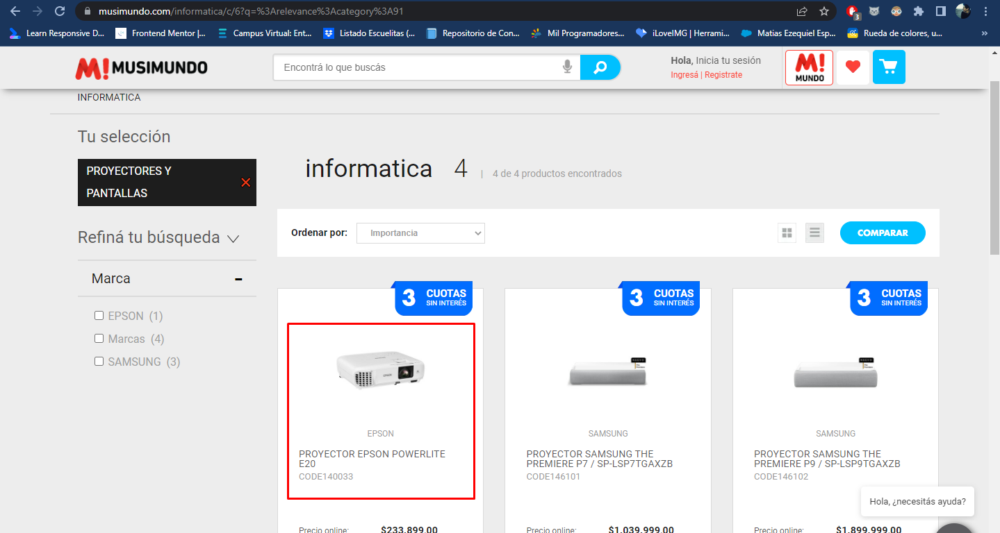 musimundo.com/informatica/c/6?q=%3Arelevance%3Acategory%3A91
3
Learn Responsive D...
Frontend Mentor |...
Campus Virtual: Ent...
Listado Escuelitas (...
Repositorio de Con...
Mil Programadores...
iLoveIMG | Herrami...
Matias Ezequiel Esp...
Rueda de colores, u...
»
M! MUSIMUNDO
Encontrá lo que buscás
Hola, Inicia tu sesión
Ingresá | Registrate
M!
MUNDO
INFORMATICA
Tu selección
PROYECTORES Y
PANTALLAS
informatica 4 | 4 de 4 productos encontrados
Refiná tu búsqueda
Ordenar por:
Importancia
COMPARAR
Marca
EPSON (1)
Marcas (4)
SAMSUNG (3)
3 CUOTAS
SIN INTERÉS
EPSON
EPSON
PROYECTOR EPSON POWERLITE
E20
CODE140033
Precio online: $233.899,00
3 CUOTAS
SIN INTERÉS
SAMSUNG
PROYECTOR SAMSUNG THE
PREMIERE P7 / SP-LSP7TGAXZB
CODE146101
Precio online: $1.039.999,00
3 CUOTAS
SIN INTERÉS
SAMSUNG
PROYECTOR SAMSUNG THE
PREMIERE P9 / SP-LSP9TGAXZB
CODE146102
Precio online: $1.899.999,00
Hola, ¿necesitás ayuda?